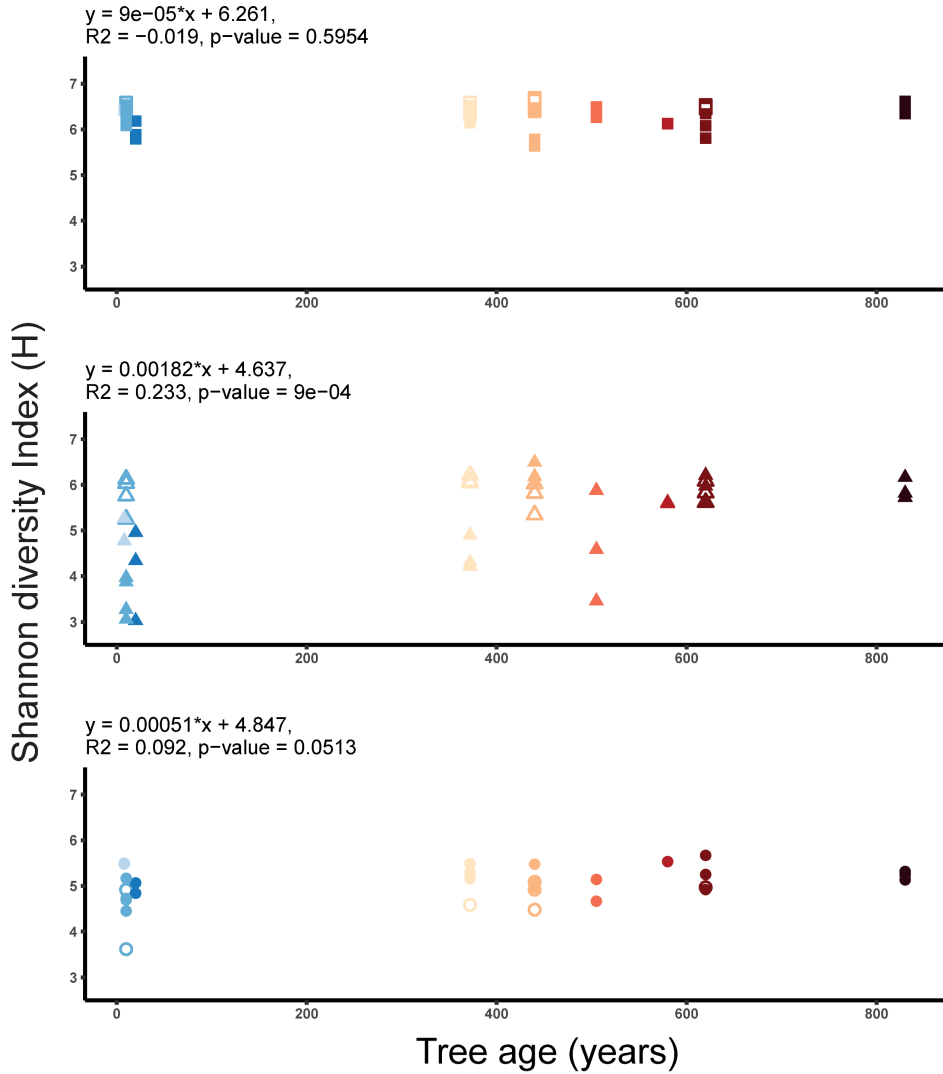 y = 9e−05*x + 6.261,
R2 = −0.019, p−value = 0.5954
7
6
5
4
3
0 200 400 600 800
y = 0.00182*x + 4.637,
R2 = 0.233, p−value = 9e−04
7
6
5
4
3
0 200 400 600 800
y = 0.00051*x + 4.847,
R2 = 0.092, p−value = 0.0513
7
6
5
4
3
0 200 400 600 800
Shannon diversity Index (H)
Tree age (years)